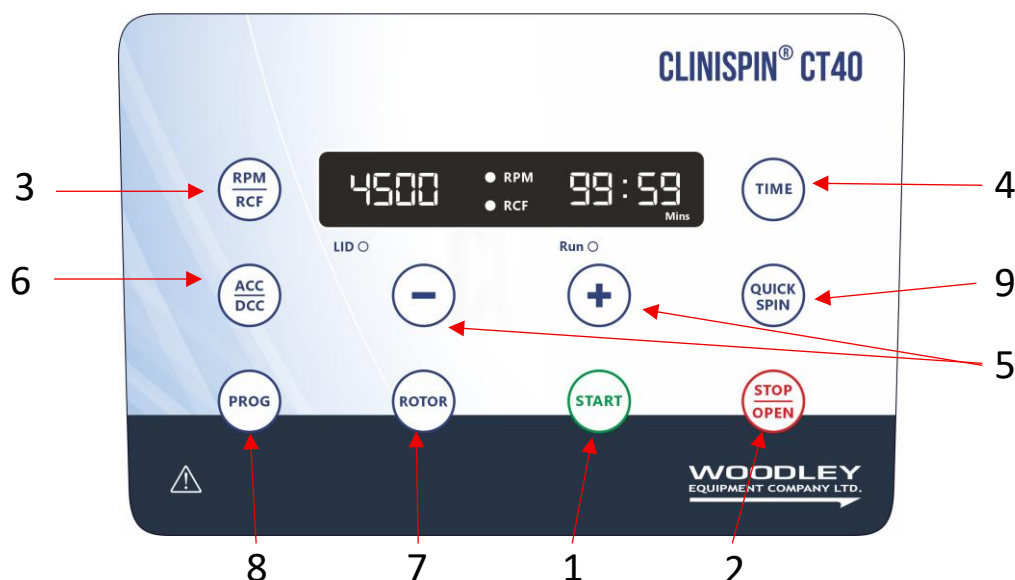 CLINISPIN® CT40
3
RPM
RCF
4500
RPM
RCF
99:59
Mins
TIME
4
LID
Run
6
ACC
DCC
−
+
QUICK
SPIN
9
5
PROG
ROTOR
START
STOP
OPEN
WOODLEY
EQUIPMENT COMPANY LTD.
8
7
1
2